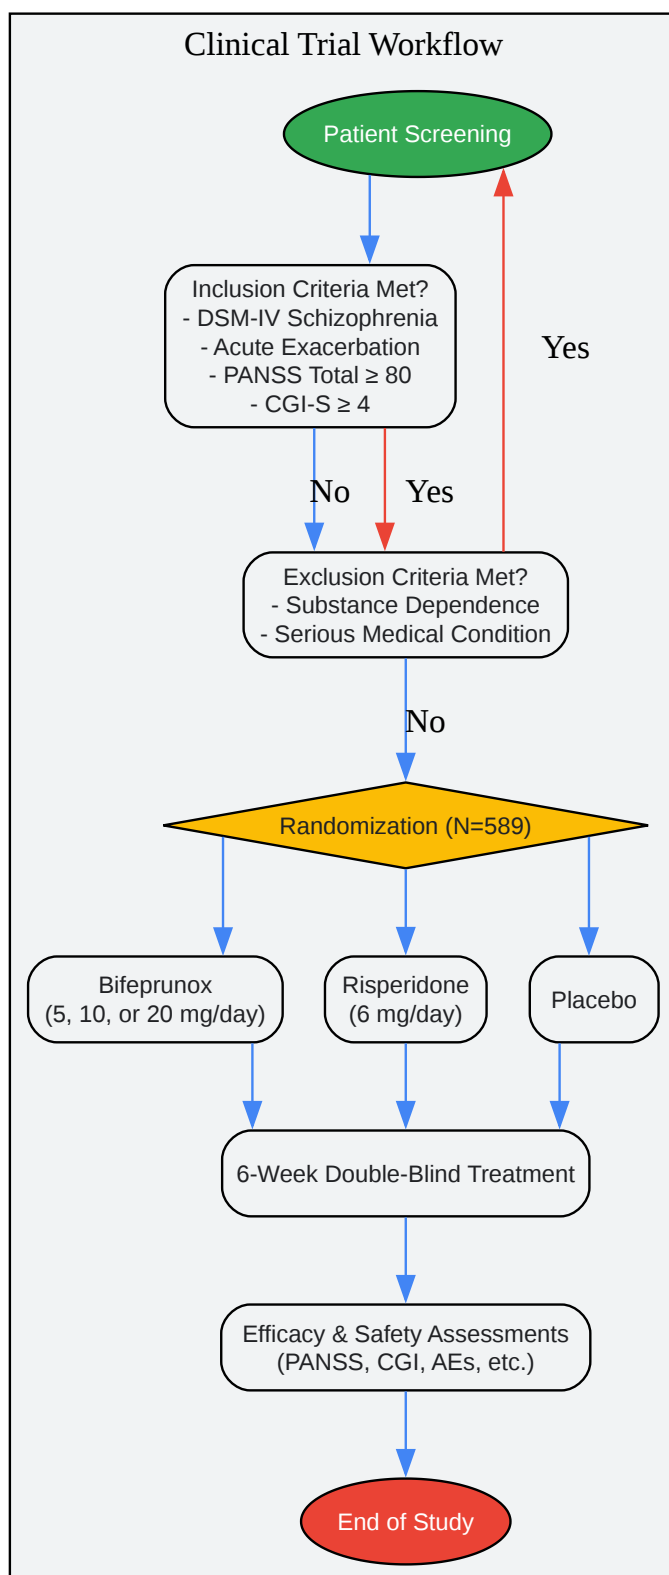 Clinical Trial Workflow
Patient Screening
Inclusion Criteria Met?
- DSM-IV Schizophrenia
- Acute Exacerbation
- PANSS Total ≥ 80
- CGI-S ≥ 4
Yes
No
Yes
Exclusion Criteria Met?
- Substance Dependence
- Serious Medical Condition
No
Randomization (N=589)
Bifeprunox
(5, 10, or 20 mg/day)
Risperidone
(6 mg/day)
Placebo
6-Week Double-Blind Treatment
Efficacy & Safety Assessments
(PANSS, CGI, AEs, etc.)
End of Study